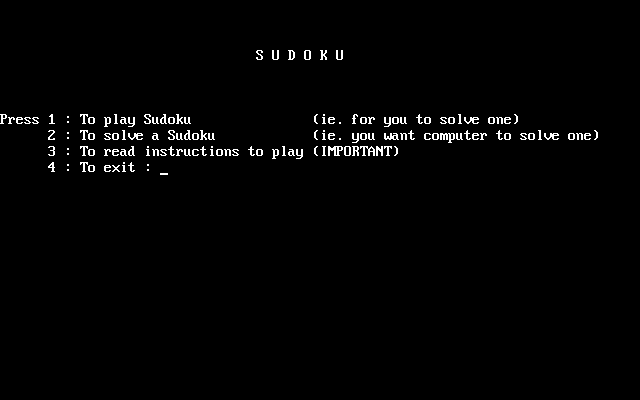 S U D O K U
Press 1 : To play Sudoku (ie. for you to solve one)
2 : To solve a Sudoku (ie. you want computer to solve one)
3 : To read instructions to play (IMPORTANT)
4 : To exit : _